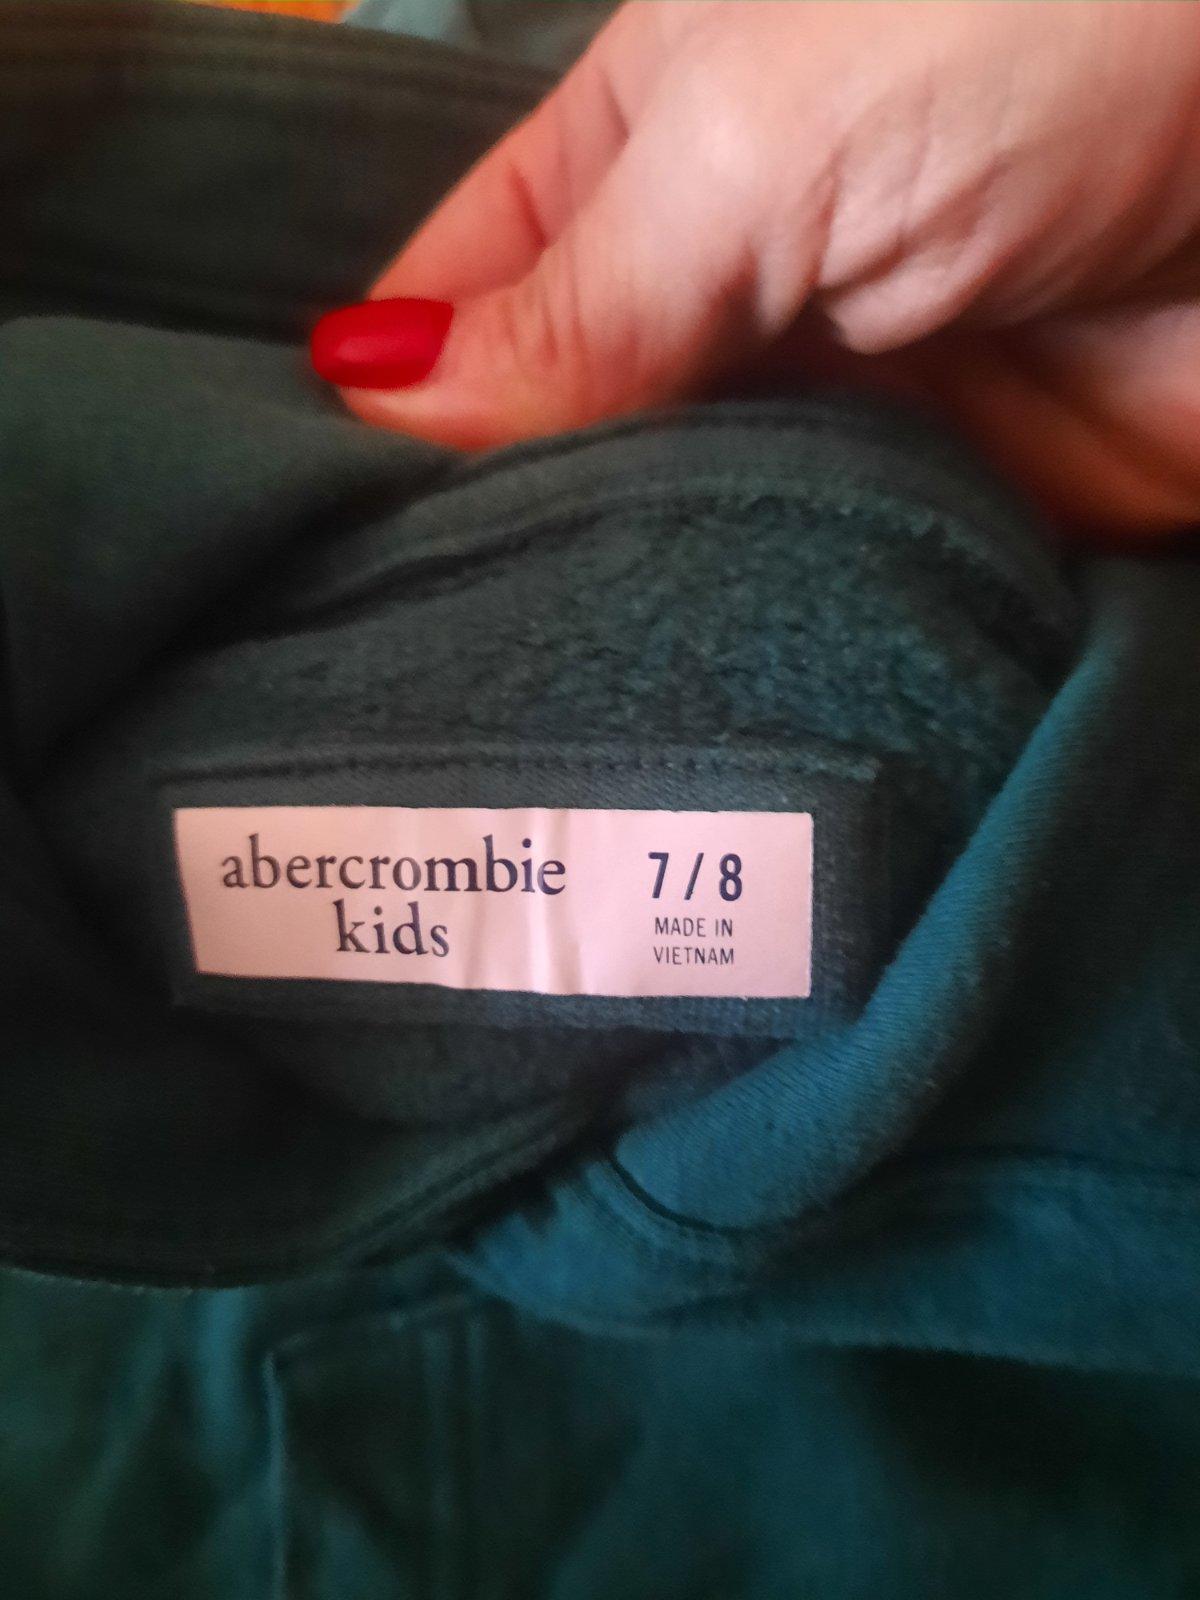 abercrombie
kids
7 / 8
MADE IN
VIETNAM